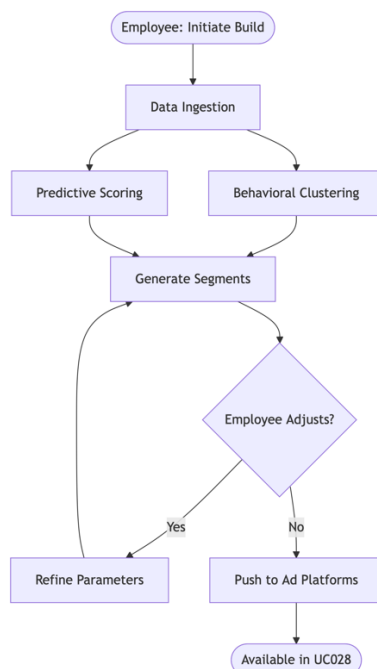 Employee: Initiate Build
Data Ingestion
Predictive Scoring
Behavioral Clustering
Generate Segments
Employee Adjusts?
Yes
No
Refine Parameters
Push to Ad Platforms
Available in UC028